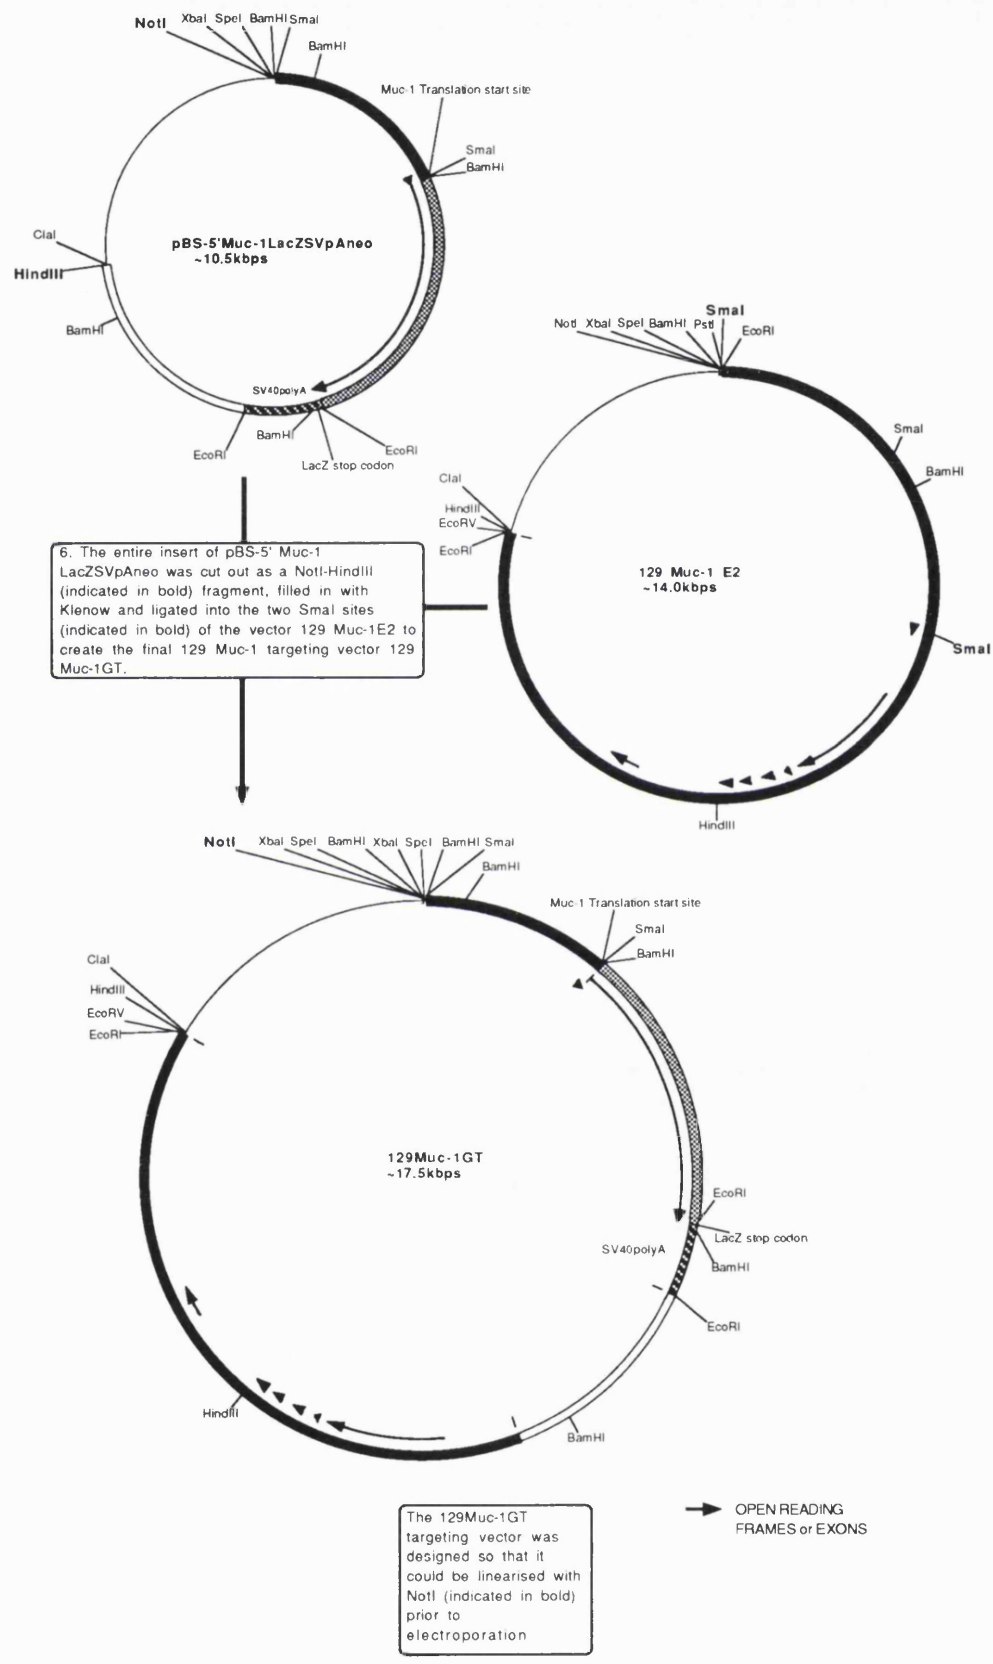 NotI XbaI SpeI BamHI SmaI
BamHI
Muc-1 Translation start site
SmaI
BamHI
ClaI
HindIII
BamHI
pBS-5'Muc-1LacZSVpAneo
~10.5kbps
SV40polyA
BamHI
EcoRI
EcoRI
LacZ stop codon
SmaI
NotI XbaI SpeI BamHI PstI
EcoRI
SmaI
BamHI
ClaI
HindIII
EcoRV
EcoRI
129 Muc-1 E2
~14.0kbps
SmaI
HindIII
6. The entire insert of pBS-5' Muc-1
LacZSVpAneo was cut out as a NotI-HindIII
(indicated in bold) fragment, filled in with
Klenow and ligated into the two SmaI sites
(indicated in bold) of the vector 129 Muc-1E2 to
create the final 129 Muc-1 targeting vector 129
Muc-1GT.
NotI XbaI SpeI BamHI XbaI SpeI BamHI SmaI
BamHI
Muc-1 Translation start site
SmaI
BamHI
ClaI
HindIII
EcoRV
EcoRI
129Muc-1GT
~17.5kbps
EcoRI
LacZ stop codon
SV40polyA
BamHI
EcoRI
HindIII
BamHI
The 129Muc-1GT
targeting vector was
designed so that it
could be linearised with
NotI (indicated in bold)
prior to
electroporation
OPEN READING
FRAMES or EXONS